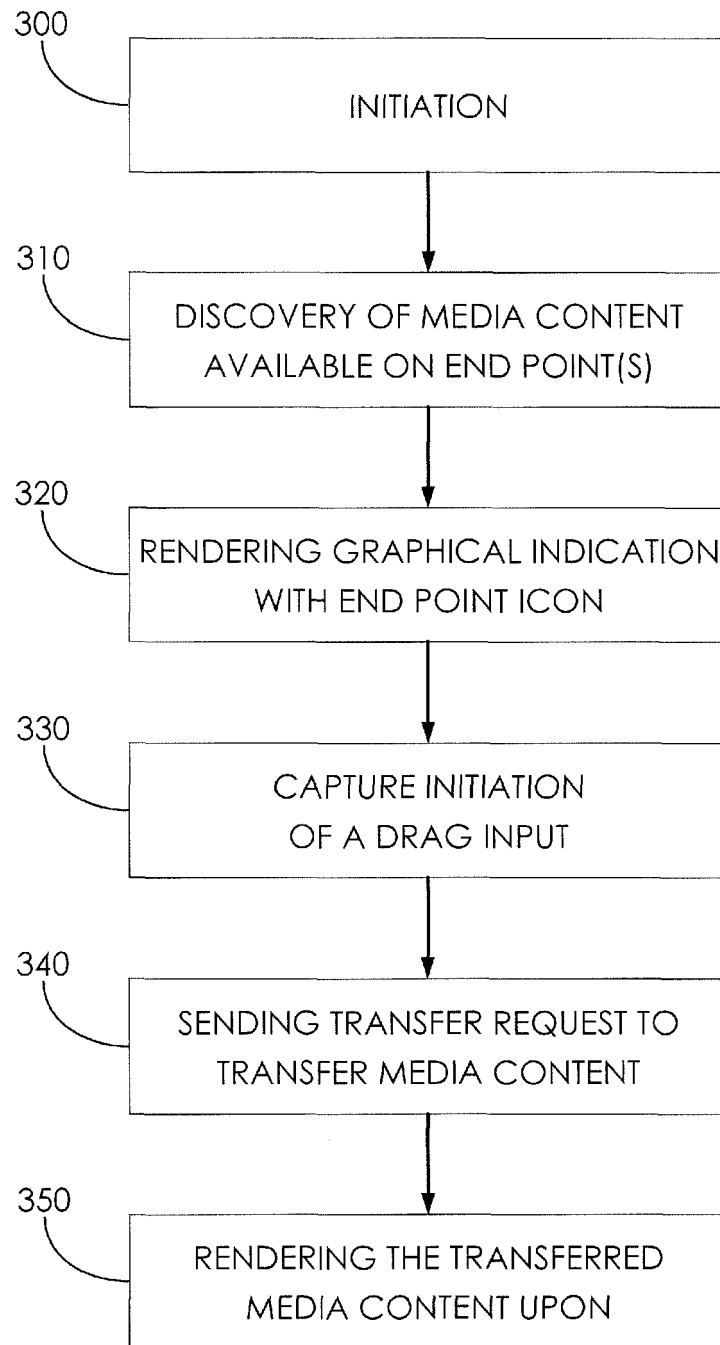 300
INITIATION
310
DISCOVERY OF MEDIA CONTENT
AVAILABLE ON END POINT(S)
320
RENDERING GRAPHICAL INDICATION
WITH END POINT ICON
330
CAPTURE INITIATION
OF A DRAG INPUT
340
SENDING TRANSFER REQUEST TO
TRANSFER MEDIA CONTENT
350
RENDERING THE TRANSFERRED
MEDIA CONTENT UPON